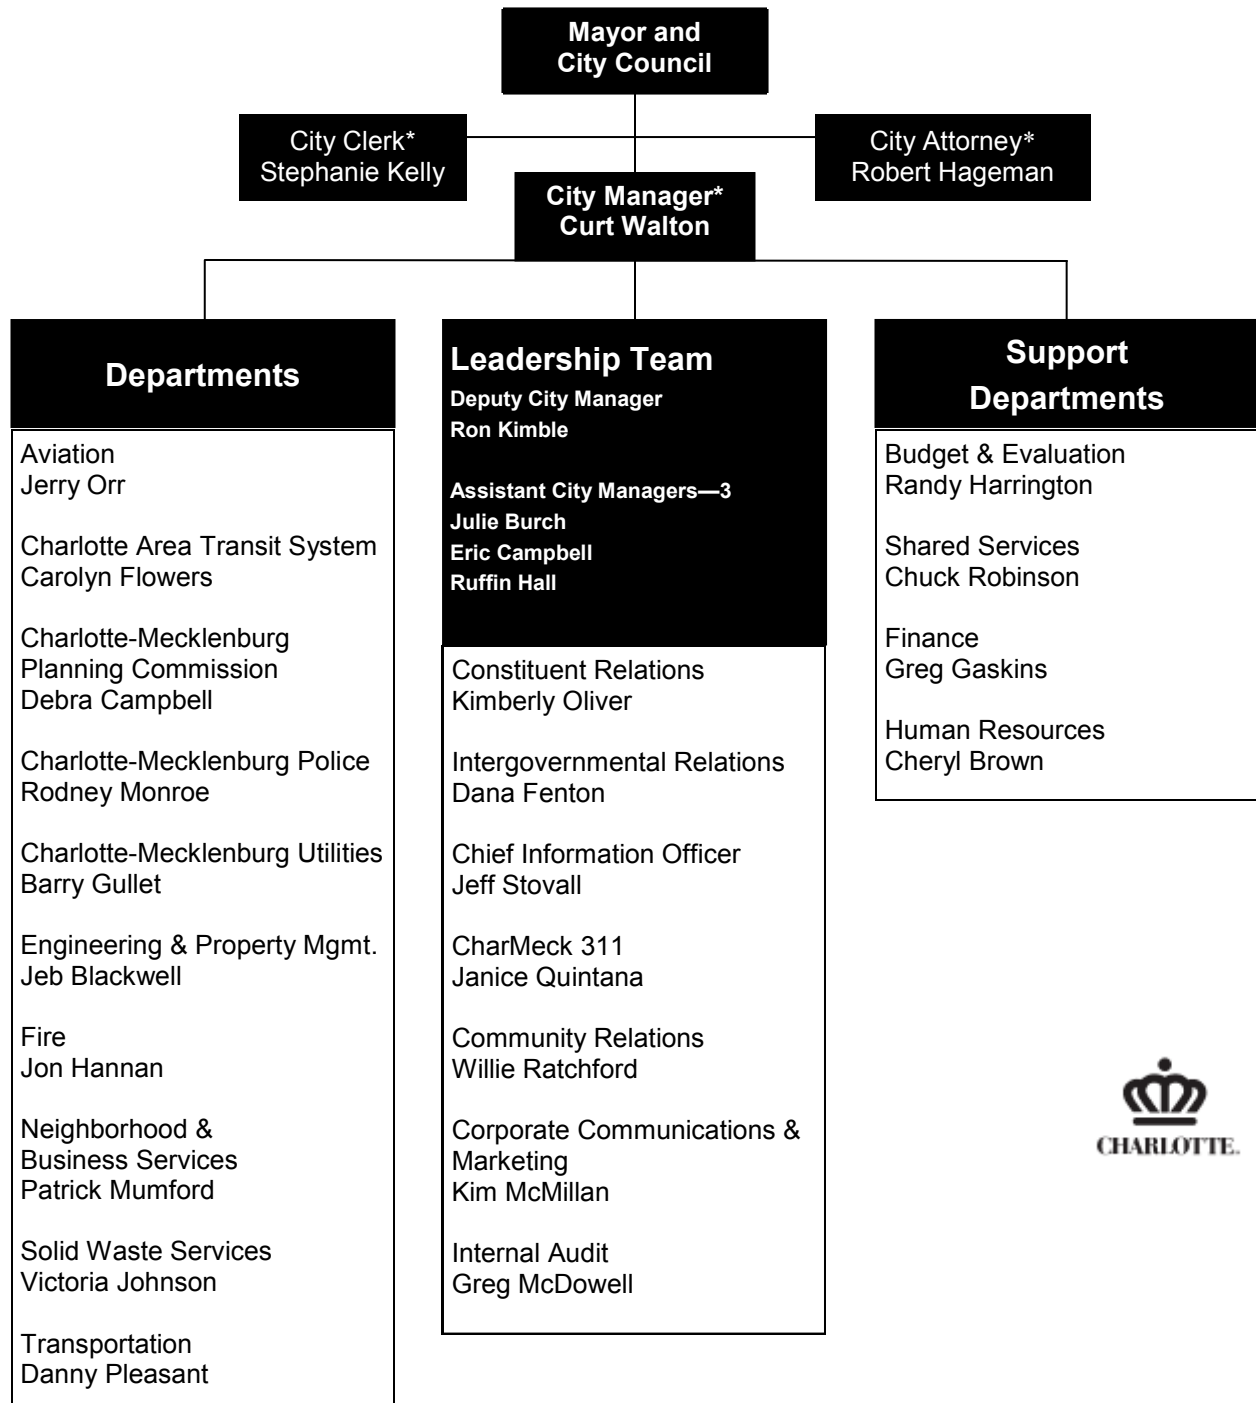 Mayor and
City Council
City Clerk*
Stephanie Kelly
City Attorney*
Robert Hageman
City Manager*
Curt Walton
Departments
Aviation
Jerry Orr
Charlotte Area Transit System
Carolyn Flowers
Charlotte-Mecklenburg
Planning Commission
Debra Campbell
Charlotte-Mecklenburg Police
Rodney Monroe
Charlotte-Mecklenburg Utilities
Barry Gullet
Engineering & Property Mgmt.
Jeb Blackwell
Fire
Jon Hannan
Neighborhood &
Business Services
Patrick Mumford
Solid Waste Services
Victoria Johnson
Transportation
Danny Pleasant
Leadership Team
Deputy City Manager
Ron Kimble
Assistant City Managers—3
Julie Burch
Eric Campbell
Ruffin Hall
Constituent Relations
Kimberly Oliver
Intergovernmental Relations
Dana Fenton
Chief Information Officer
Jeff Stovall
CharMeck 311
Janice Quintana
Community Relations
Willie Ratchford
Corporate Communications &
Marketing
Kim McMillan
Internal Audit
Greg McDowell
Support
Departments
Budget & Evaluation
Randy Harrington
Shared Services
Chuck Robinson
Finance
Greg Gaskins
Human Resources
Cheryl Brown
CHARLOTTE.